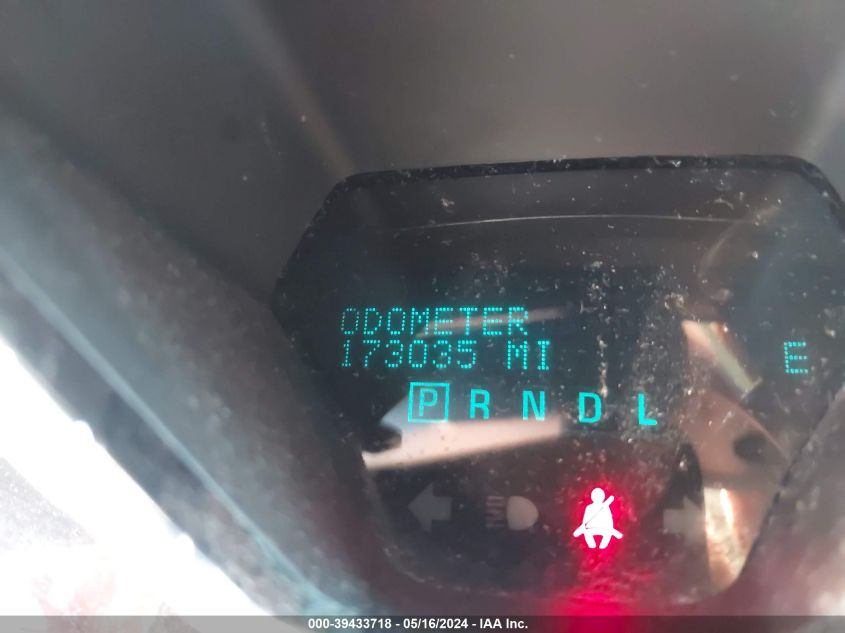 ODOMETER
173035 MI
E
P R N D L
000-39433718 - 05/16/2024 - IAA Inc.